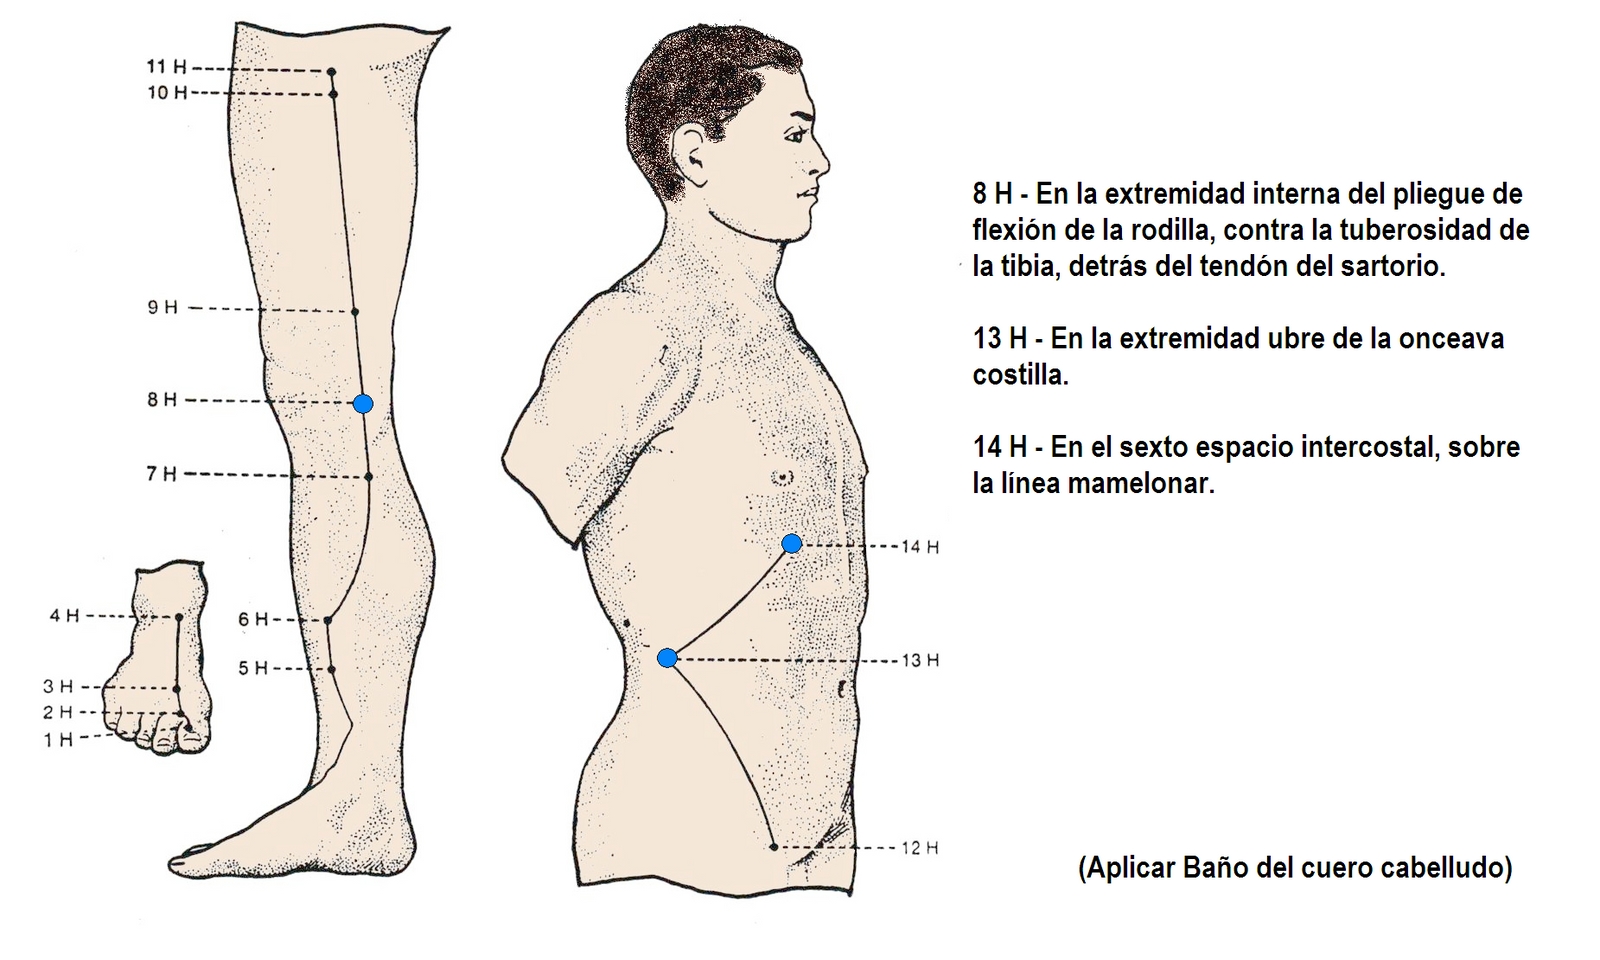 11 H
10 H
9 H
8 H
7 H
6 H
5 H
4 H
3 H
2 H
1 H
14 H
13 H
12 H
8 H - En la extremidad interna del pliegue de
flexión de la rodilla, contra la tuberosidad de
la tibia, detrás del tendón del sartorio.
13 H - En la extremidad ubre de la onceava
costilla.
14 H - En el sexto espacio intercostal, sobre
la línea mamelonar.
(Aplicar Baño del cuero cabelludo)